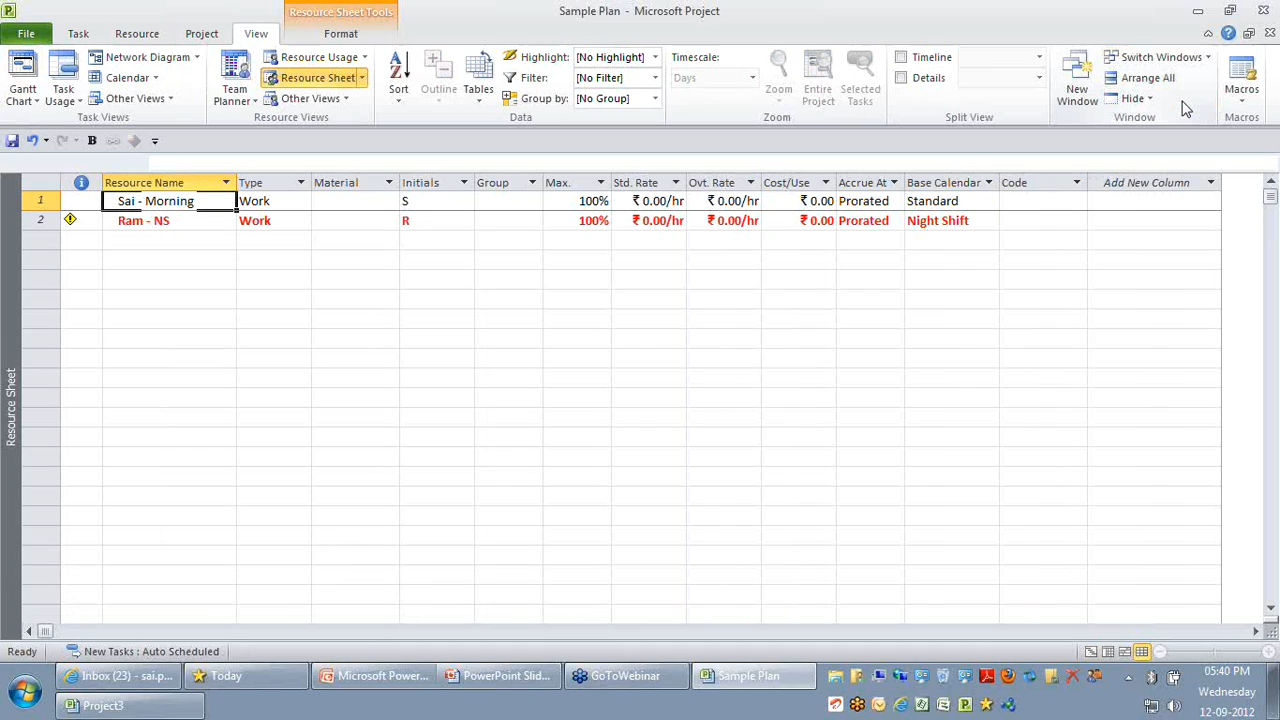 Resource Sheet Tools
Sample Plan - Microsoft Project
File Task Resource Project View Format
Gantt Chart
Task Usage
Network Diagram
Calendar
Other Views
Task Views
Team Planner
Resource Usage
Resource Sheet
Other Views
Resource Views
Sort
Outline
Tables
Highlight: [No Highlight]
Filter: [No Filter]
Group by: [No Group]
Data
Timescale:
Days
Zoom
Entire Project
Selected Tasks
Zoom
Timeline
Details
Split View
New Window
Switch Windows
Arrange All
Hide
Window
Macros
Macros
B
Resource Name Type Material Initials Group Max. Std. Rate Ovt. Rate Cost/Use Accrue At Base Calendar Code Add New Column
1 Sai - Morning Work S 100% ₹ 0.00/hr ₹ 0.00/hr ₹ 0.00 Prorated Standard
2 Ram - NS Work R 100% ₹ 0.00/hr ₹ 0.00/hr ₹ 0.00 Prorated Night Shift
Resource Sheet
Ready New Tasks : Auto Scheduled
Inbox (23) - sai.p... Today Microsoft Power... PowerPoint Slid... GoToWebinar Sample Plan
05:40 PM
Wednesday
Project3
12-09-2012